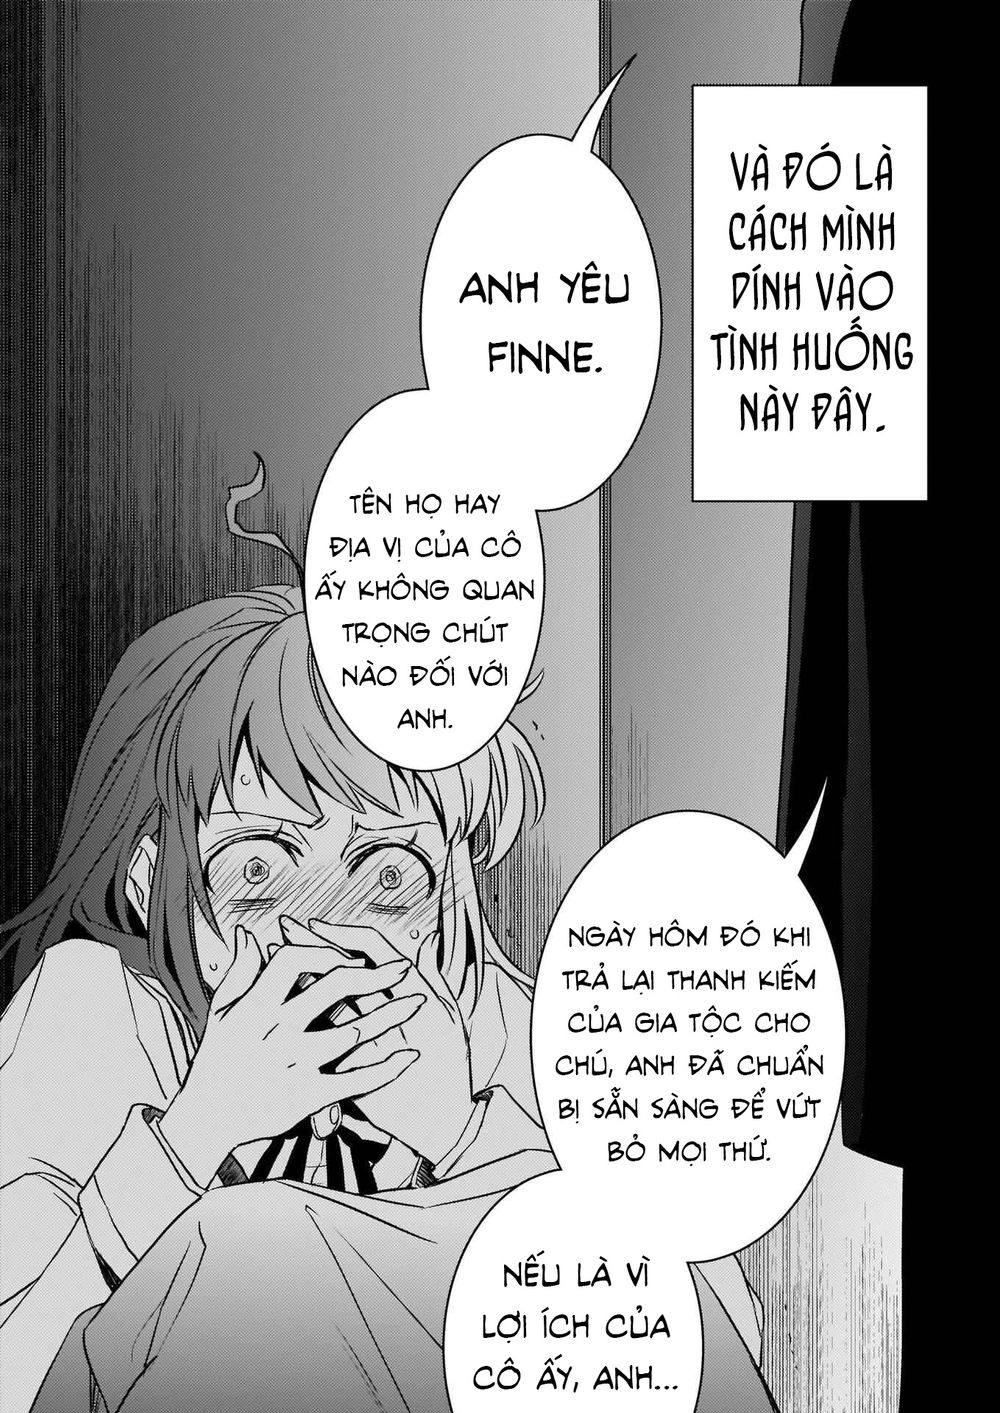 VÀ ĐÓ LÀ
CÁCH MÌNH
DÍNH VÀO
TÌNH HUỐNG
NÀY ĐÂY.
ANH YÊU
FINNE.
TÊN HỌ HAY
ĐỊA VỊ CỦA CÔ
ẤY KHÔNG QUAN
TRỌNG CHÚT
NÀO ĐỐI VỚI
ANH.
NGÀY HÔM ĐÓ KHI
TRẢ LẠI THANH KIẾM
CỦA GIA TỘC CHO
CHÚ, ANH ĐÃ CHUẨN
BỊ SẴN SÀNG ĐỂ VỨT
BỎ MỌI THỨ.
NẾU LÀ VÌ
LỢI ÍCH CỦA
CÔ ẤY, ANH...